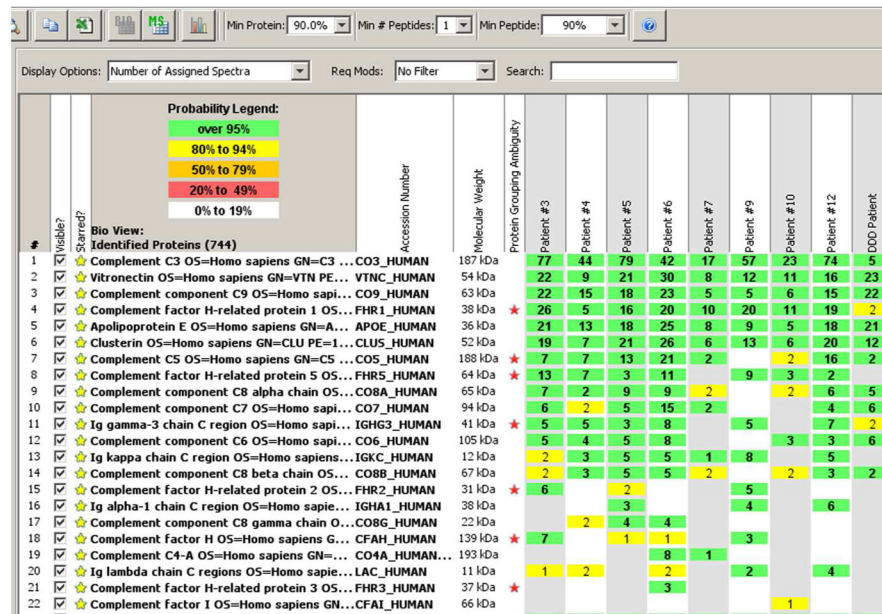 BIO MS Min Protein: 90.0% Min # Peptides: 1 Min Peptide: 90%
Display Options: Number of Assigned Spectra Req Mods: No Filter Search:
Probability Legend:
over 95%
80% to 94%
50% to 79%
20% to 49%
0% to 19%
Bio View:
# Visible? Starred? Identified Proteins (744) Accession Number Molecular Weight Protein Grouping Ambiguity Patient #3 Patient #4 Patient #5 Patient #6 Patient #7 Patient #9 Patient #10 Patient #12 DDD Patient
1 Complement C3 OS=Homo sapiens GN=C3 ... CO3_HUMAN 187 kDa 77 44 79 42 17 57 23 74 5
2 Vitronectin OS=Homo sapiens GN=VTN PE... VTNC_HUMAN 54 kDa 22 9 21 30 8 12 11 16 23
3 Complement component C9 OS=Homo sapi... CO9_HUMAN 63 kDa 22 15 18 23 5 5 6 15 22
4 Complement factor H-related protein 1 OS... FHR1_HUMAN 38 kDa 26 5 16 20 10 20 11 19 2
5 Apolipoprotein E OS=Homo sapiens GN=A... APOE_HUMAN 36 kDa 21 13 18 25 8 9 5 18 21
6 Clusterin OS=Homo sapiens GN=CLU PE=1... CLUS_HUMAN 52 kDa 19 7 21 26 6 13 6 20 12
7 Complement C5 OS=Homo sapiens GN=C5 ... CO5_HUMAN 188 kDa 7 7 13 21 2 2 16 2
8 Complement factor H-related protein 5 OS... FHR5_HUMAN 64 kDa 13 7 3 11 9 3 2
9 Complement component C8 alpha chain OS... CO8A_HUMAN 65 kDa 7 2 9 9 2 2 6 5
10 Complement component C7 OS=Homo sapi... CO7_HUMAN 94 kDa 6 2 5 15 2 4 6
11 Ig gamma-3 chain C region OS=Homo sapi... IGHG3_HUMAN 41 kDa 5 5 3 8 5 7 2
12 Complement component C6 OS=Homo sapi... CO6_HUMAN 105 kDa 5 4 5 8 3 3 6
13 Ig kappa chain C region OS=Homo sapiens... IGKC_HUMAN 12 kDa 2 3 5 5 1 8 5
14 Complement component C8 beta chain OS... CO8B_HUMAN 67 kDa 2 3 5 5 2 2 3 2
15 Complement factor H-related protein 2 OS... FHR2_HUMAN 31 kDa 6 2 5
16 Ig alpha-1 chain C region OS=Homo sapie... IGHA1_HUMAN 38 kDa 3 4 6
17 Complement component C8 gamma chain O... CO8G_HUMAN 22 kDa 2 4 4
18 Complement factor H OS=Homo sapiens G... CFAH_HUMAN 139 kDa 7 1 1 3
19 Complement C4-A OS=Homo sapiens GN=... CO4A_HUMAN... 193 kDa 8 1
20 Ig lambda chain C regions OS=Homo sapie... LAC_HUMAN 11 kDa 1 2 2 2 4
21 Complement factor H-related protein 3 OS... FHR3_HUMAN 37 kDa 3
22 Complement factor I OS=Homo sapiens GN... CFAI_HUMAN 66 kDa 1